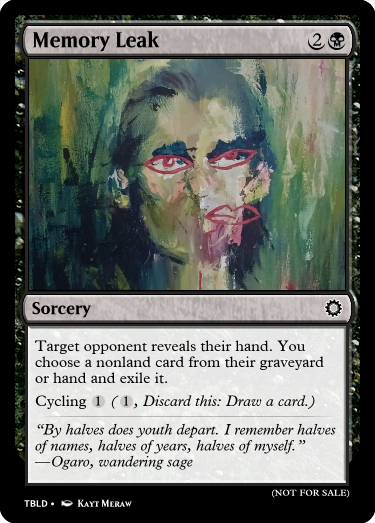 Memory Leak 2
Sorcery
Target opponent reveals their hand. You
choose a nonland card from their graveyard
or hand and exile it.
Cycling 1 ( 1 , Discard this: Draw a card.)
“By halves does youth depart. I remember halves
of names, halves of years, halves of myself.”
—Ogaro, wandering sage
(NOT FOR SALE)
TBLD • Kayt Meraw